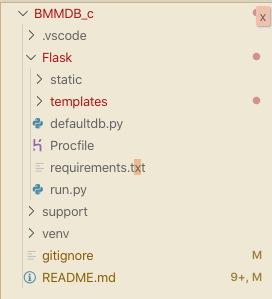 BMMDB_c
x
.vscode
Flask
static
templates
defaultdb.py
Procfile
requirements.txt
run.py
support
venv
gitignore M
README.md 9+, M